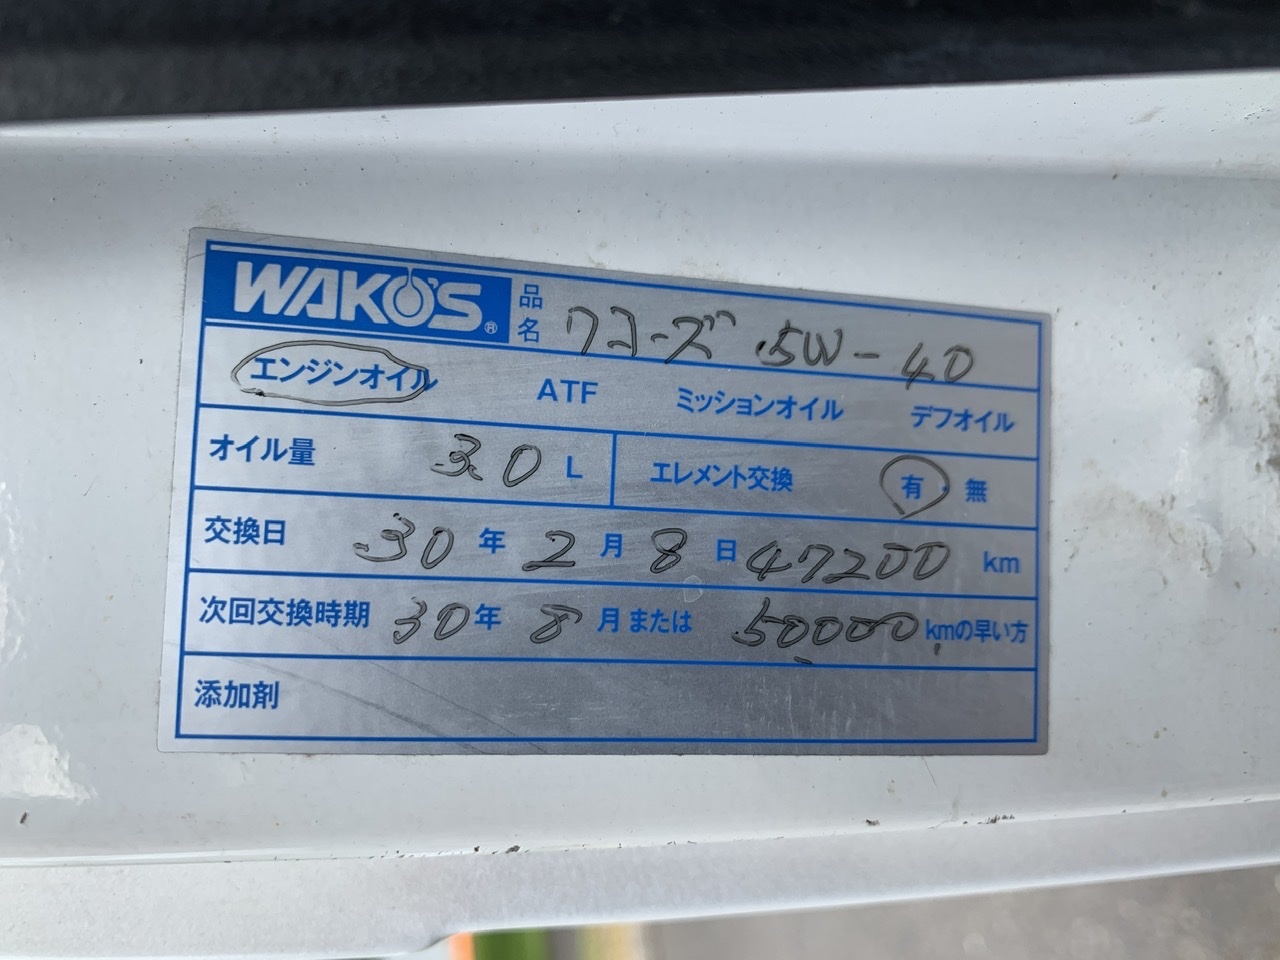 WAKO'S® 品名 ワコーズ 5W-40
エンジンオイル ATF ミッションオイル デフオイル
オイル量 3.0 L エレメント交換 有・無
交換日 30年 2月 8日 47200 km
次回交換時期 30年 8月または 50000 kmの早い方
添加剤